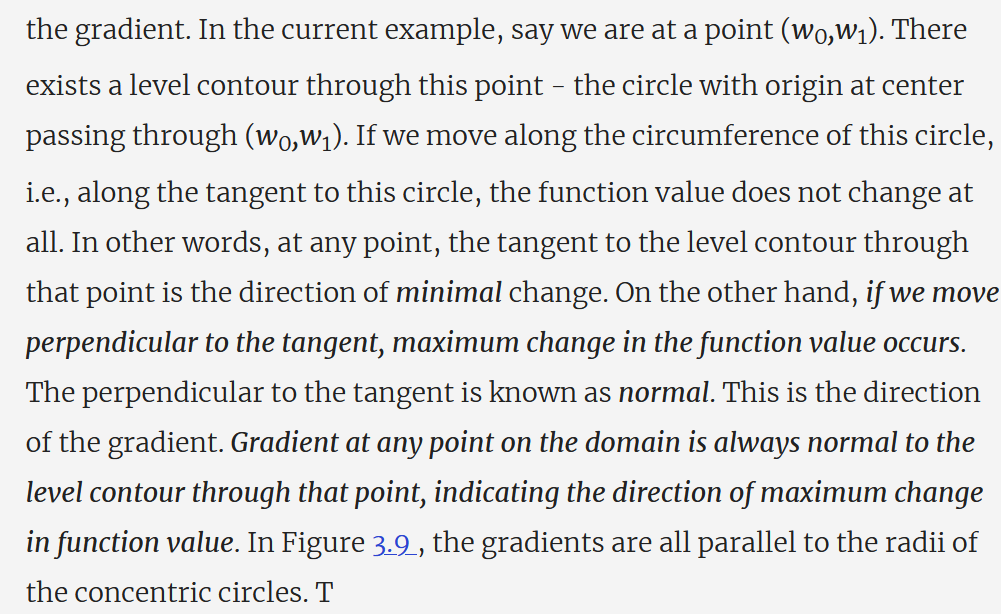 the gradient. In the current example, say we are at a point (w₀,w₁). There
exists a level contour through this point – the circle with origin at center
passing through (w₀,w₁). If we move along the circumference of this circle,
i.e., along the tangent to this circle, the function value does not change at
all. In other words, at any point, the tangent to the level contour through
that point is the direction of minimal change. On the other hand, if we move
perpendicular to the tangent, maximum change in the function value occurs.
The perpendicular to the tangent is known as normal. This is the direction
of the gradient. Gradient at any point on the domain is always normal to the
level contour through that point, indicating the direction of maximum change
in function value. In Figure 3.9 , the gradients are all parallel to the radii of
the concentric circles. T